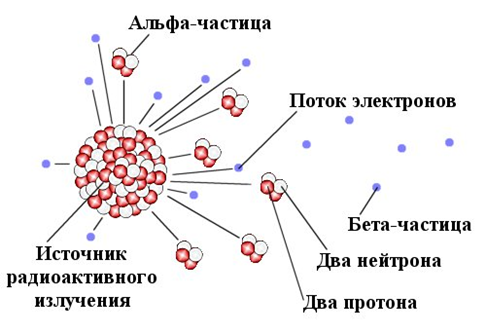 Альфа-частица
Поток электронов
Бета-частица
Два нейтрона
Два протона
Источник
радиоактивного
излучения